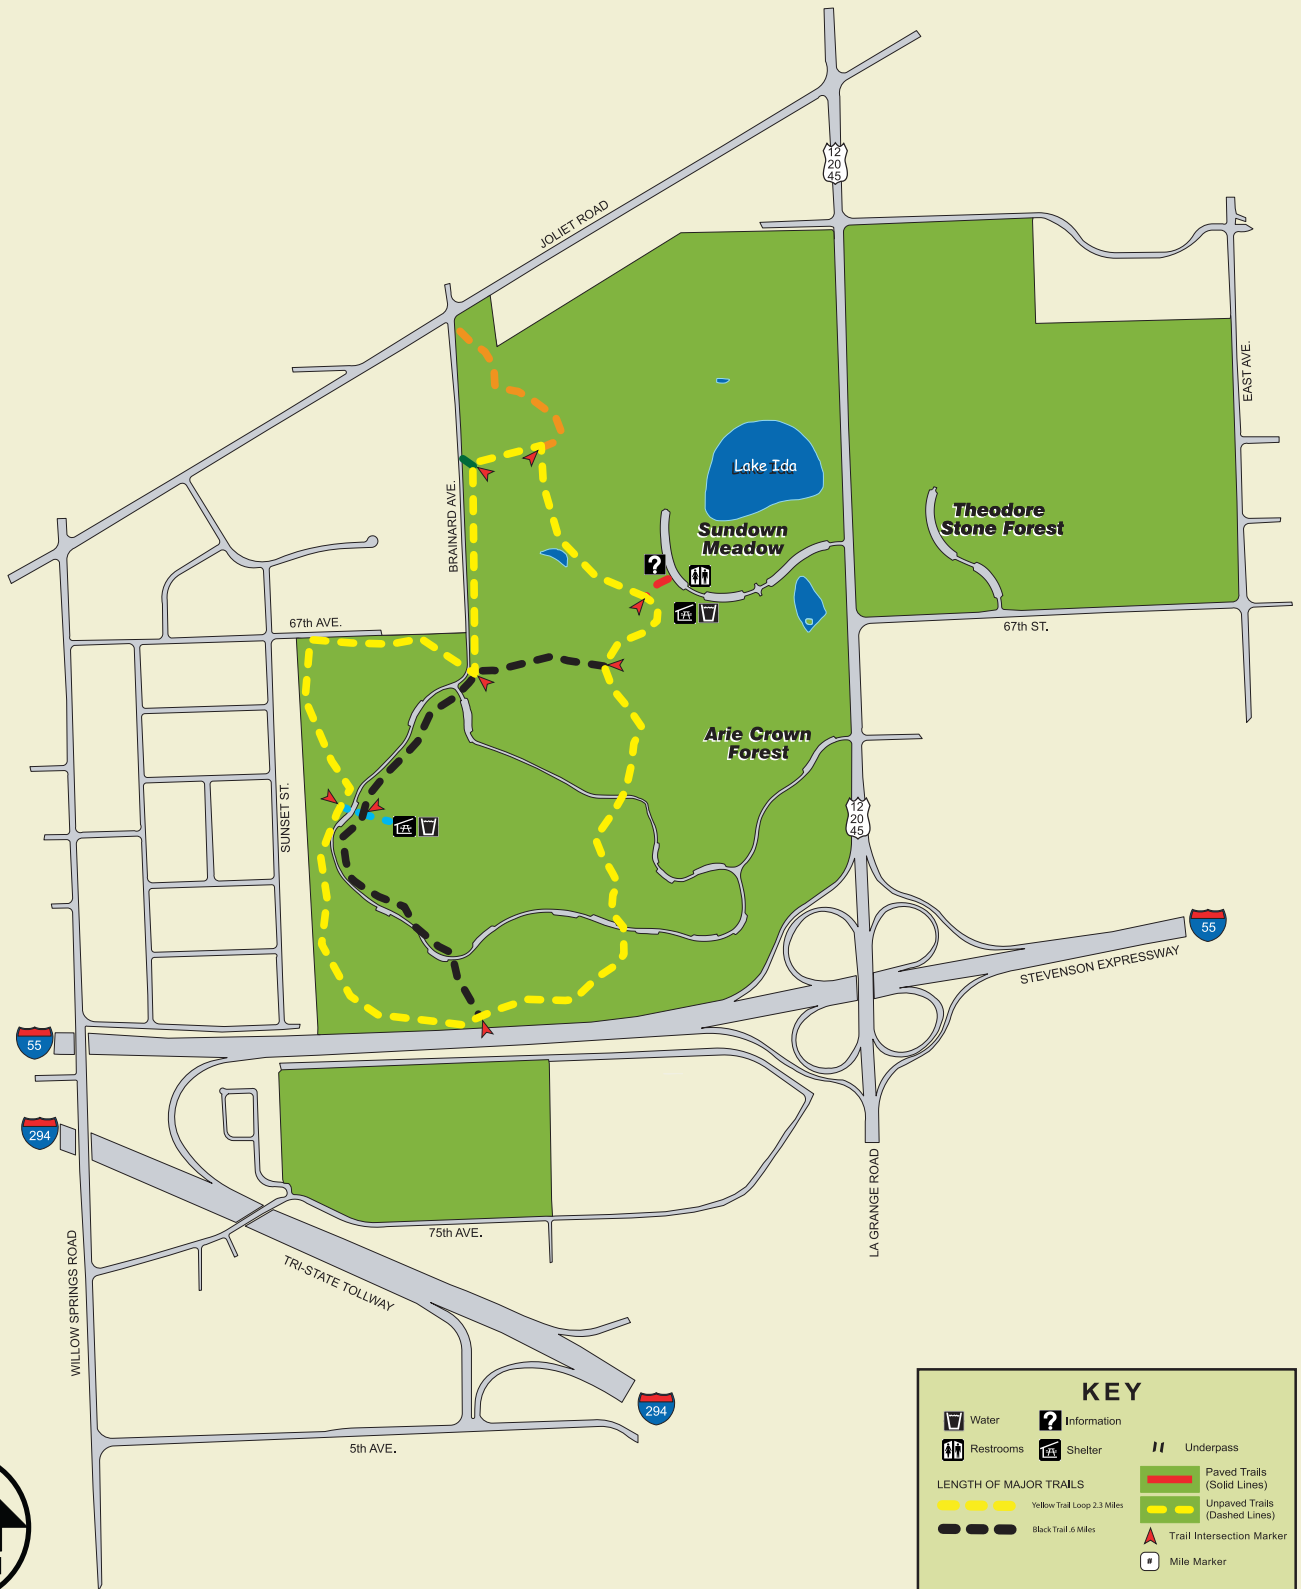 12
20
45
JOLIET ROAD
EAST AVE.
BRAINARD AVE.
Lake Ida
Sundown
Meadow
Theodore
Stone Forest
?
67th AVE.
67th ST.
Arie Crown
Forest
SUNSET ST.
12
20
45
55
STEVENSON EXPRESSWAY
55
294
LA GRANGE ROAD
75th AVE.
WILLOW SPRINGS ROAD
TRI-STATE TOLLWAY
294
5th AVE.
KEY
Water
? Information
Restrooms
Shelter
Underpass
LENGTH OF MAJOR TRAILS
Yellow Trail Loop 2.3 Miles
Black Trail .6 Miles
Paved Trails
(Solid Lines)
Unpaved Trails
(Dashed Lines)
Trail Intersection Marker
# Mile Marker